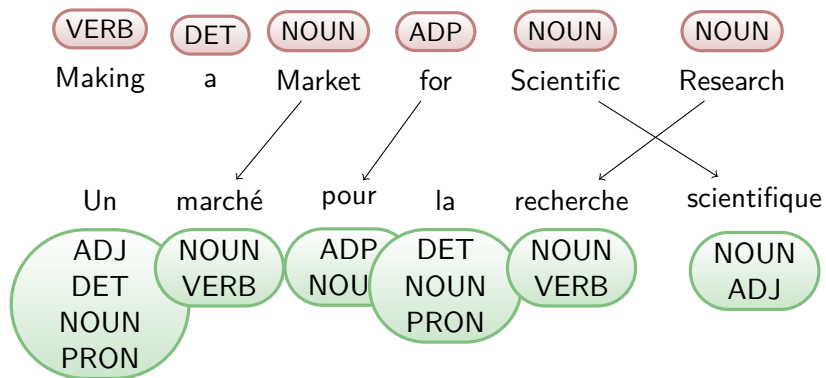 VERB DET NOUN ADP NOUN NOUN
Making a Market for Scientific Research
Un marché pour la recherche scientifique
ADJ NOUN ADP DET NOUN NOUN
DET VERB NOU NOUN VERB ADJ
NOUN PRON
PRON